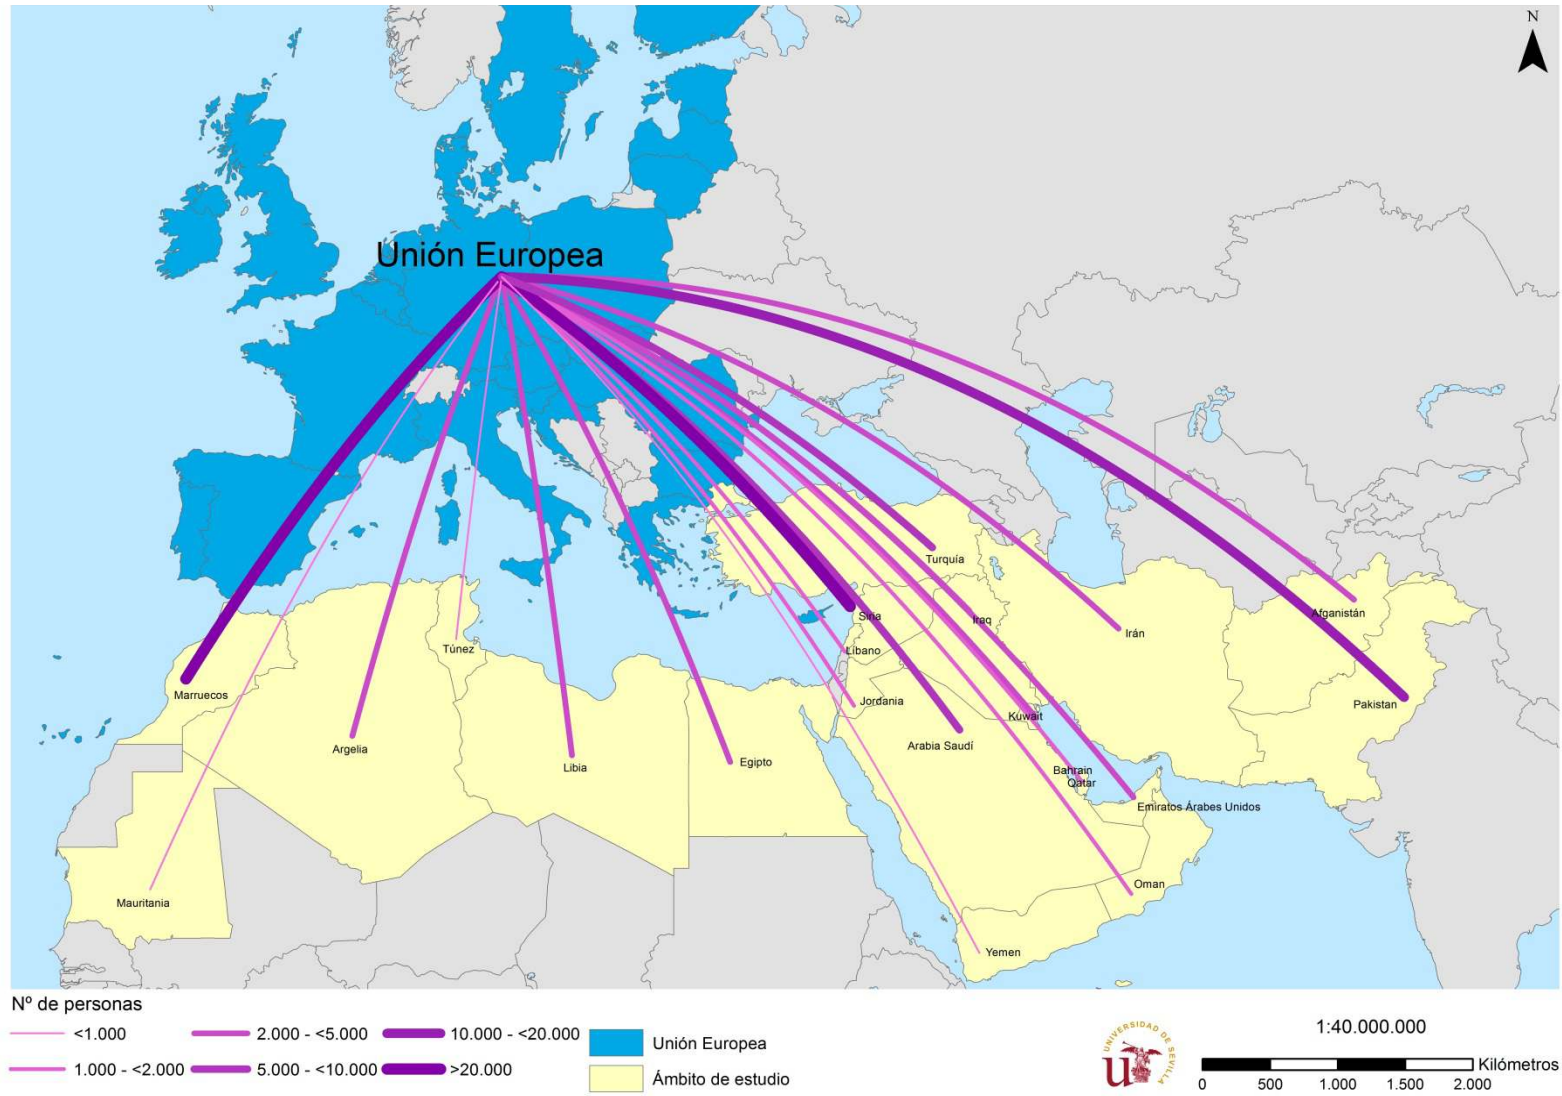 N
Unión Europea
Turquía
Siria
Iraq
Irán
Afganistán
Líbano
Túnez
Marruecos
Jordania
Pakistan
Kuwait
Arabia Saudí
Argelia
Libia
Egipto
Bahrain
Qatar
Emiratos Árabes Unidos
Oman
Mauritania
Yemen
Nº de personas
<1.000
2.000 - <5.000
10.000 - <20.000
1.000 - <2.000
5.000 - <10.000
>20.000
Unión Europea
Ámbito de estudio
UNIVERSIDAD DE SEVILLA
1:40.000.000
Kilómetros
0 500 1.000 1.500 2.000